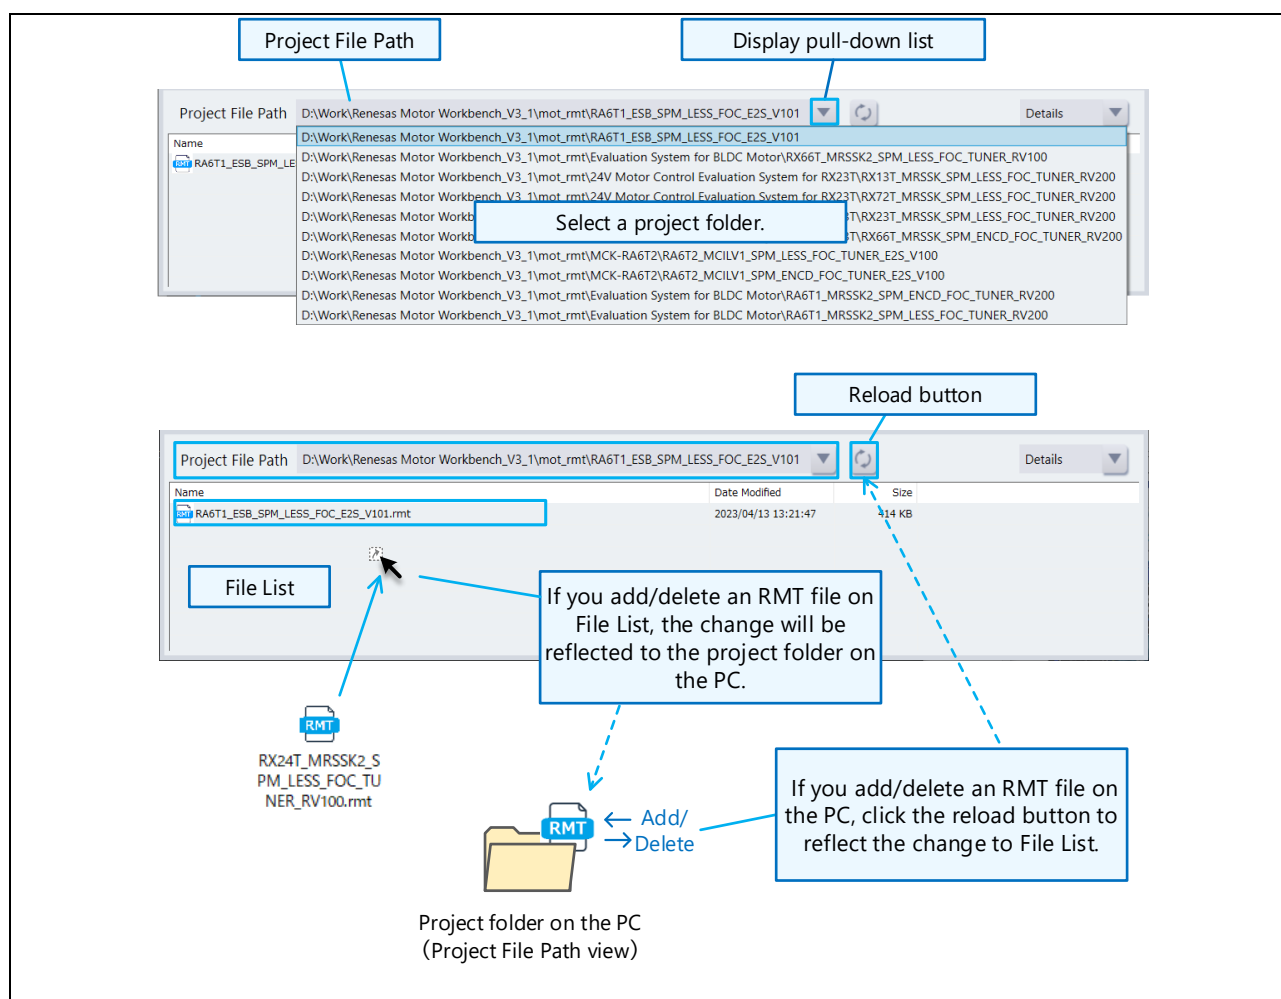 Project File Path
Display pull-down list
Project File Path D:\Work\Renesas Motor Workbench_V3_1\mot_rmt\RA6T1_ESB_SPM_LESS_FOC_E2S_V101 Details
Name
RA6T1_ESB_SPM_LE
D:\Work\Renesas Motor Workbench_V3_1\mot_rmt\RA6T1_ESB_SPM_LESS_FOC_E2S_V101
D:\Work\Renesas Motor Workbench_V3_1\mot_rmt\Evaluation System for BLDC Motor\RX66T_MRSSK2_SPM_LESS_FOC_TUNER_RV100
D:\Work\Renesas Motor Workbench_V3_1\mot_rmt\24V Motor Control Evaluation System for RX23T\RX13T_MRSSK_SPM_LESS_FOC_TUNER_RV200
D:\Work\Renesas Motor Workbench_V3_1\mot_rmt\24V Motor Control Evaluation System for RX23T\RX72T_MRSSK_SPM_LESS_FOC_TUNER_RV200
D:\Work\Renesas Motor Workb 3T\RX23T_MRSSK_SPM_LESS_FOC_TUNER_RV200
Select a project folder.
D:\Work\Renesas Motor Workb 3T\RX66T_MRSSK_SPM_ENCD_FOC_TUNER_RV200
D:\Work\Renesas Motor Workbench_V3_1\mot_rmt\MCK-RA6T2\RA6T2_MCILV1_SPM_LESS_FOC_TUNER_E2S_V100
D:\Work\Renesas Motor Workbench_V3_1\mot_rmt\MCK-RA6T2\RA6T2_MCILV1_SPM_ENCD_FOC_TUNER_E2S_V100
D:\Work\Renesas Motor Workbench_V3_1\mot_rmt\Evaluation System for BLDC Motor\RA6T1_MRSSK2_SPM_ENCD_FOC_TUNER_RV200
D:\Work\Renesas Motor Workbench_V3_1\mot_rmt\Evaluation System for BLDC Motor\RA6T1_MRSSK2_SPM_LESS_FOC_TUNER_RV200
Reload button
Project File Path D:\Work\Renesas Motor Workbench_V3_1\mot_rmt\RA6T1_ESB_SPM_LESS_FOC_E2S_V101 Details
Name Date Modified Size
RMT RA6T1_ESB_SPM_LESS_FOC_E2S_V101.rmt 2023/04/13 13:21:47 414 KB
File List
If you add/delete an RMT file on
File List, the change will be
reflected to the project folder on
the PC.
RMT
RX24T_MRSSK2_S
PM_LESS_FOC_TU
NER_RV100.rmt
If you add/delete an RMT file on
the PC, click the reload button to
reflect the change to File List.
RMT
← Add/
→ Delete
Project folder on the PC
(Project File Path view)